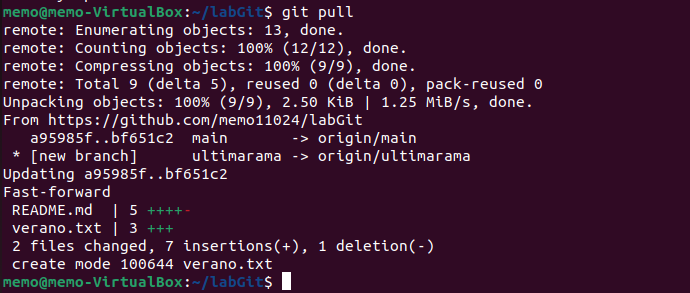 memo@memo-VirtualBox:~/labGit$ git pull
remote: Enumerating objects: 13, done.
remote: Counting objects: 100% (12/12), done.
remote: Compressing objects: 100% (9/9), done.
remote: Total 9 (delta 5), reused 0 (delta 0), pack-reused 0
Unpacking objects: 100% (9/9), 2.50 KiB | 1.25 MiB/s, done.
From https://github.com/memo11024/labGit
   a95985f..bf651c2  main       -> origin/main
 * [new branch]      ultimarama -> origin/ultimarama
Updating a95985f..bf651c2
Fast-forward
 README.md  | 5 ++++-
 verano.txt | 3 +++
 2 files changed, 7 insertions(+), 1 deletion(-)
 create mode 100644 verano.txt
memo@memo-VirtualBox:~/labGit$